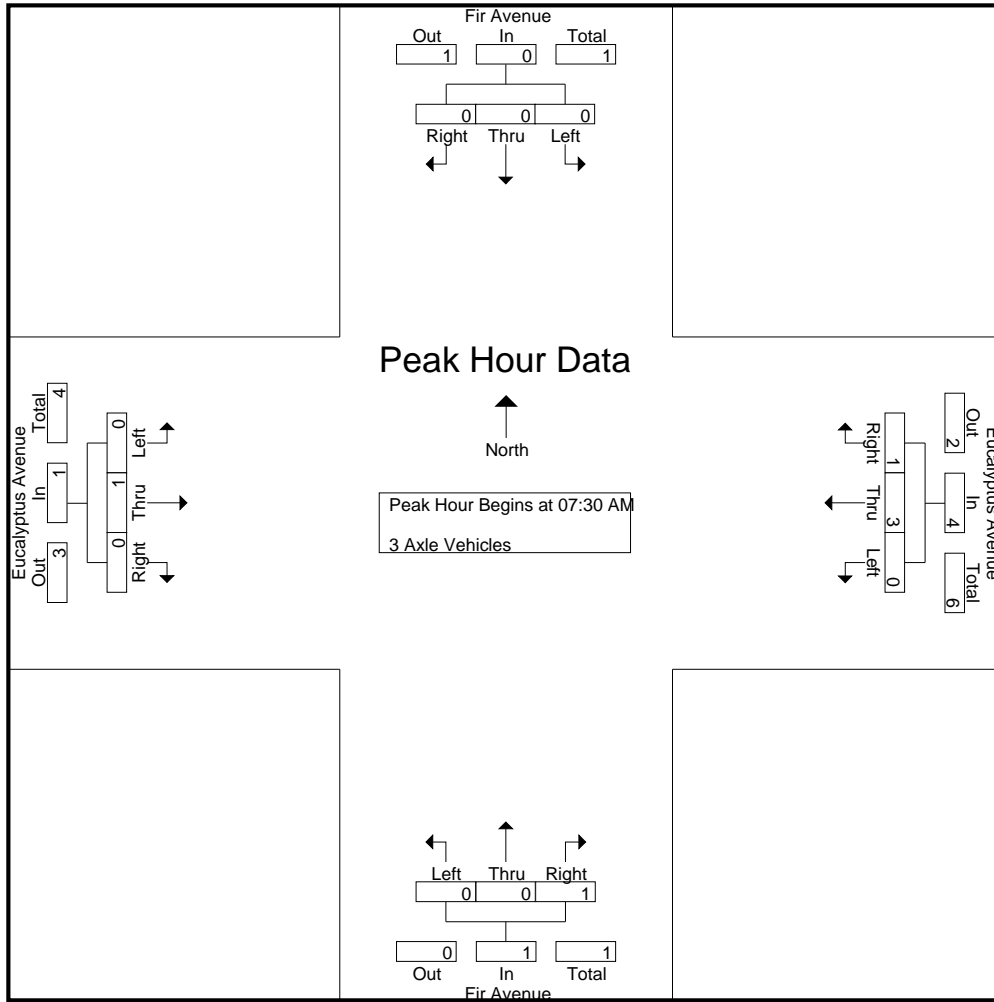 Fir Avenue
Out In Total
1 0 1
0 0 0
Right Thru Left
Peak Hour Data
North
Peak Hour Begins at 07:30 AM
3 Axle Vehicles
Eucalyptus Avenue
Out In Total
3 1 4
0 1 0
Right Thru Left
Right Thru Left
1 3 0
2 4 6
Out In Total
Eucalyptus Avenue
Left Thru Right
0 0 1
0 1 1
Out In Total
Fir Avenue